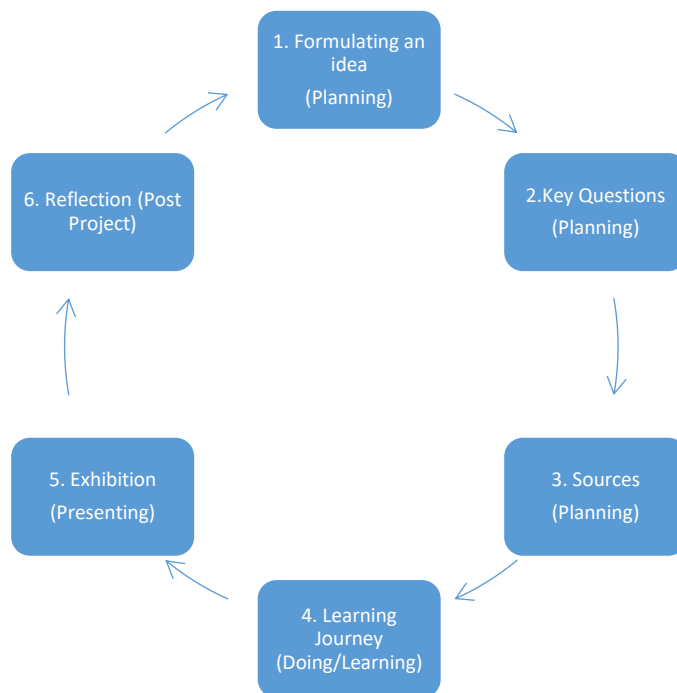 1. Formulating an
idea
(Planning)
2.Key Questions
(Planning)
3. Sources
(Planning)
4. Learning
Journey
(Doing/Learning)
5. Exhibition
(Presenting)
6. Reflection (Post
Project)